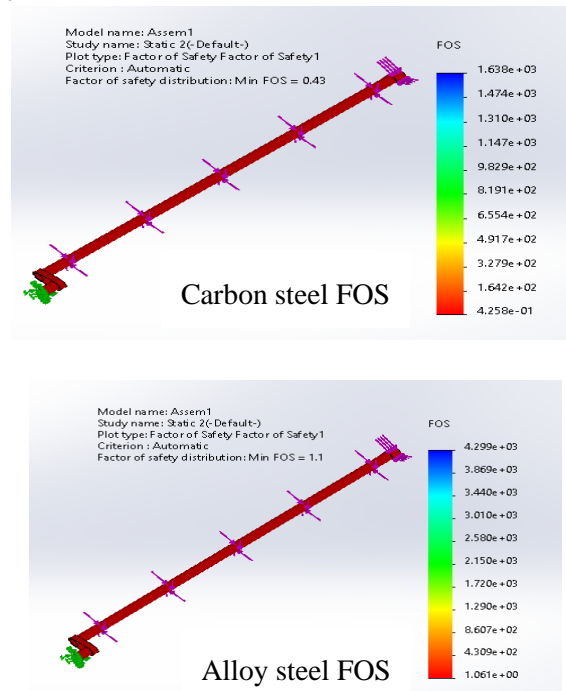 Model name: Assem1
Study name: Static 2(-Default-)
Plot type: Factor of Safety Factor of Safety1
Criterion : Automatic
Factor of safety distribution: Min FOS = 0.43
FOS
1.638e+03
1.474e+03
1.310e+03
1.147e+03
9.829e+02
8.191e+02
6.554e+02
4.917e+02
3.279e+02
1.642e+02
4.258e-01
Carbon steel FOS
Model name: Assem1
Study name: Static 2(-Default-)
Plot type: Factor of Safety Factor of Safety1
Criterion : Automatic
Factor of safety distribution: Min FOS = 1.1
FOS
4.299e+03
3.869e+03
3.440e+03
3.010e+03
2.580e+03
2.150e+03
1.720e+03
1.290e+03
8.607e+02
4.309e+02
1.061e+00
Alloy steel FOS